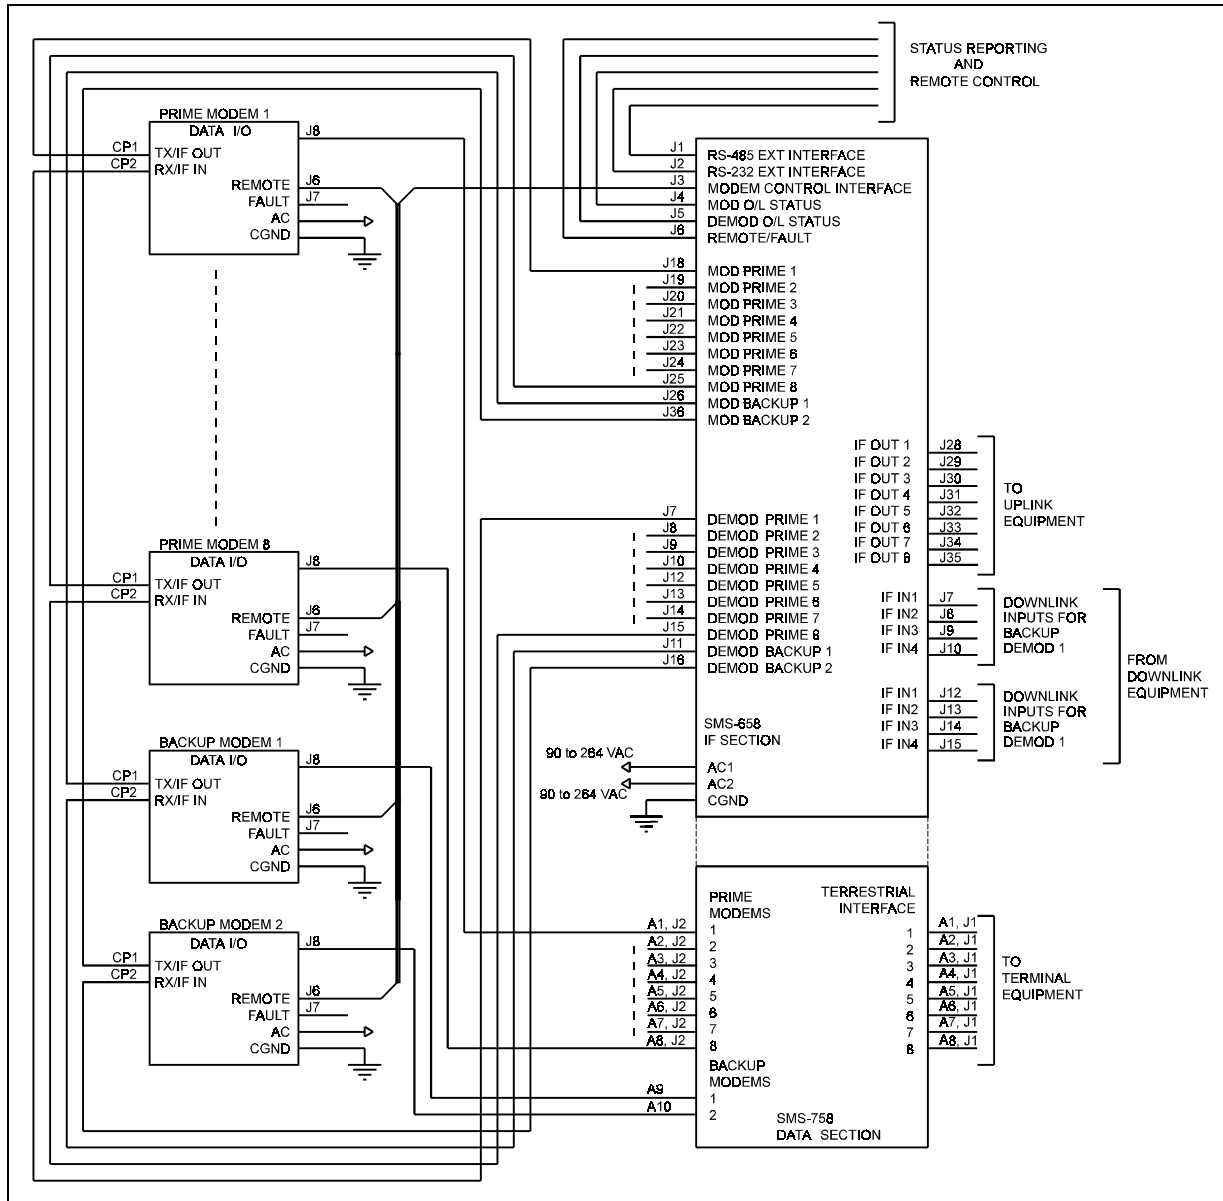 STATUS REPORTING
AND
REMOTE CONTROL
PRIME MODEM 1
DATA I/O
J8
CP1
TX/IF OUT
CP2
RX/IF IN
REMOTE
J6
FAULT
J7
AC
CGND
PRIME MODEM 8
DATA I/O
J8
CP1
TX/IF OUT
CP2
RX/IF IN
REMOTE
J6
FAULT
J7
AC
CGND
BACKUP MODEM 1
DATA I/O
J8
CP1
TX/IF OUT
CP2
RX/IF IN
REMOTE
J6
FAULT
J7
AC
CGND
BACKUP MODEM 2
DATA I/O
J8
CP1
TX/IF OUT
CP2
RX/IF IN
REMOTE
J6
FAULT
J7
AC
CGND
J1 RS-485 EXT INTERFACE
J2 RS-232 EXT INTERFACE
J3 MODEM CONTROL INTERFACE
J4 MOD O/L STATUS
J5 DEMOD O/L STATUS
J6 REMOTE/FAULT
J18 MOD PRIME 1
J19 MOD PRIME 2
J20 MOD PRIME 3
J21 MOD PRIME 4
J22 MOD PRIME 5
J23 MOD PRIME 6
J24 MOD PRIME 7
J25 MOD PRIME 8
J26 MOD BACKUP 1
J36 MOD BACKUP 2
IF OUT 1 J28
IF OUT 2 J29
IF OUT 3 J30
IF OUT 4 J31
IF OUT 5 J32
IF OUT 6 J33
IF OUT 7 J34
IF OUT 8 J35
TO
UPLINK
EQUIPMENT
J7 DEMOD PRIME 1
J8 DEMOD PRIME 2
J9 DEMOD PRIME 3
J10 DEMOD PRIME 4
J12 DEMOD PRIME 5
J13 DEMOD PRIME 6
J14 DEMOD PRIME 7
J15 DEMOD PRIME 8
J11 DEMOD BACKUP 1
J16 DEMOD BACKUP 2
IF IN1 J7
IF IN2 J8
IF IN3 J9
IF IN4 J10
DOWNLINK
INPUTS FOR
BACKUP
DEMOD 1
IF IN1 J12
IF IN2 J13
IF IN3 J14
IF IN4 J15
DOWNLINK
INPUTS FOR
BACKUP
DEMOD 1
FROM
DOWNLINK
EQUIPMENT
SMS-658
IF SECTION
90 to 264 VAC
AC1
90 to 264 VAC
AC2
CGND
PRIME
MODEMS
TERRESTRIAL
INTERFACE
A1, J2 1
A2, J2 2
A3, J2 3
A4, J2 4
A5, J2 5
A6, J2 6
A7, J2 7
A8, J2 8
1 A1, J1
2 A2, J1
3 A3, J1
4 A4, J1
5 A5, J1
6 A6, J1
7 A7, J1
8 A8, J1
TO
TERMINAL
EQUIPMENT
BACKUP
MODEMS
A9 1
A10 2
SMS-758
DATA SECTION